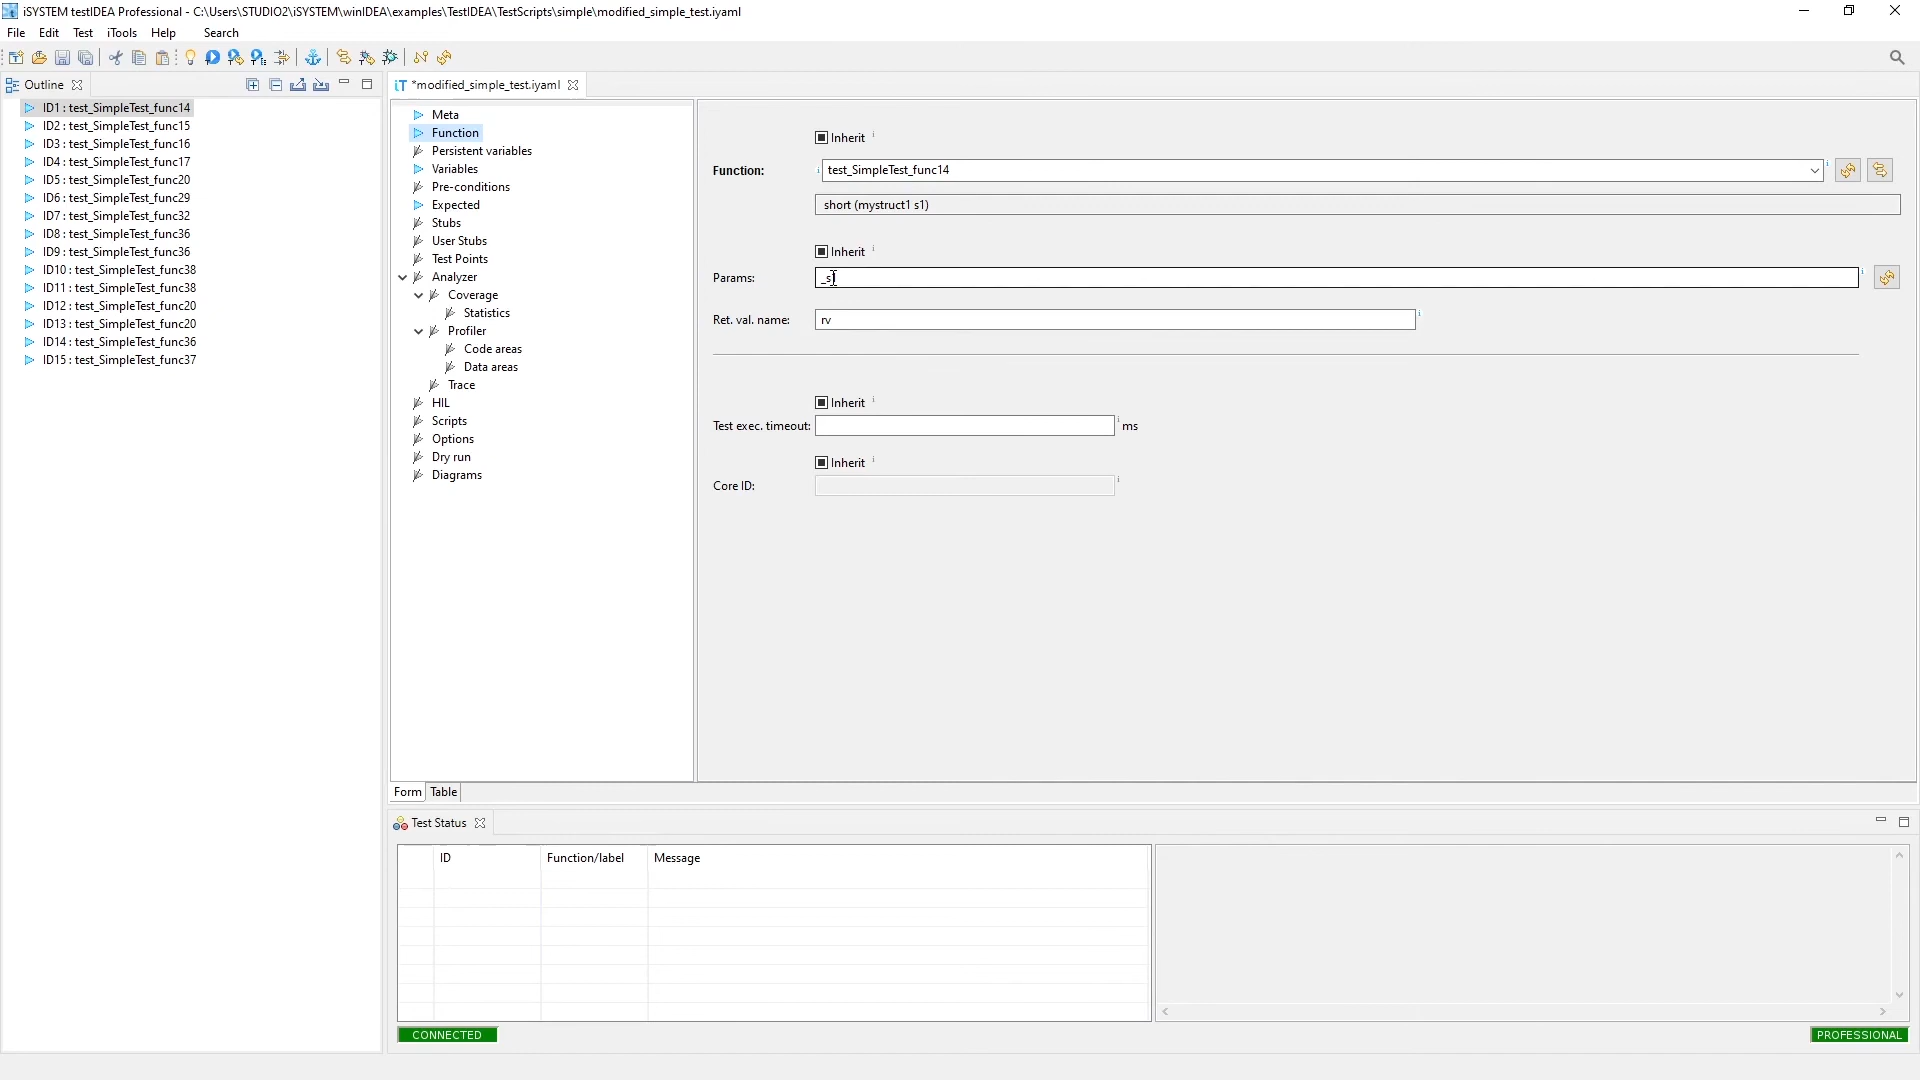 iSYSTEM testIDEA Professional - C:\Users\STUDIO2\iSYSTEM\winIDEA\examples\TestIDEA\TestScripts\simple\modified_simple_test.iyaml
File Edit Test iTools Help Search
Outline
ID1 : test_SimpleTest_func14
ID2 : test_SimpleTest_func15
ID3 : test_SimpleTest_func16
ID4 : test_SimpleTest_func17
ID5 : test_SimpleTest_func20
ID6 : test_SimpleTest_func29
ID7 : test_SimpleTest_func32
ID8 : test_SimpleTest_func36
ID9 : test_SimpleTest_func36
ID10 : test_SimpleTest_func38
ID11 : test_SimpleTest_func38
ID12 : test_SimpleTest_func20
ID13 : test_SimpleTest_func20
ID14 : test_SimpleTest_func36
ID15 : test_SimpleTest_func37
iT *modified_simple_test.iyaml
Meta
Function
Persistent variables
Variables
Pre-conditions
Expected
Stubs
User Stubs
Test Points
Analyzer
Coverage
Statistics
Profiler
Code areas
Data areas
Trace
HIL
Scripts
Options
Dry run
Diagrams
Inherit
Function: test_SimpleTest_func14
short (mystruct1 s1)
Inherit
Params:
Ret. val. name: rv
Inherit
Test exec. timeout: ms
Inherit
Core ID:
Form Table
Test Status
ID Function/label Message
CONNECTED PROFESSIONAL